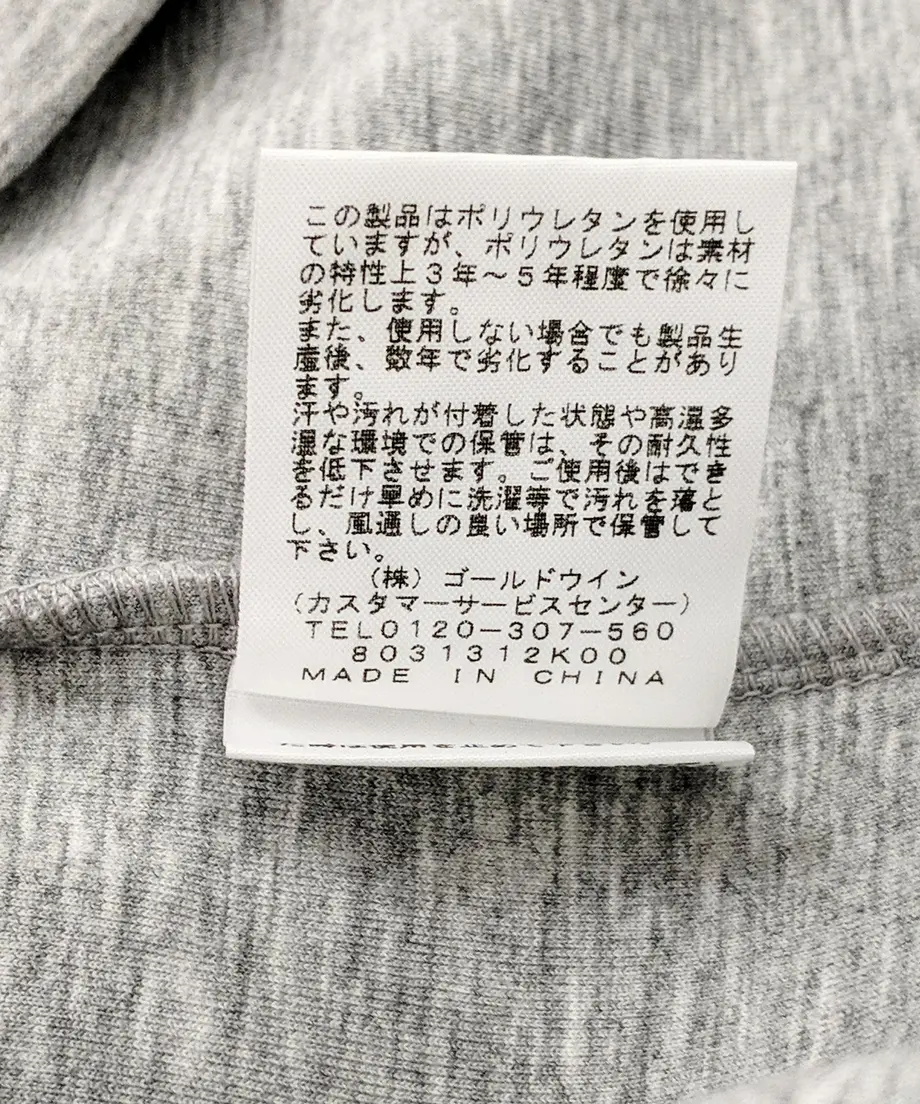 この製品はポリウレタンを使用し
ていますが、ポリウレタンは素材
の特性上3年～5年程度で徐々に
劣化します。
また、使用しない場合でも製品生
産後、数年で劣化することがあり
ます。
汗や汚れが付着した状態や高温多
湿な環境での保管は、その耐久性
を低下させます。ご使用後はでき
るだけ早めに洗濯等で汚れを落と
し、風通しの良い場所で保管して
下さい。
(株)ゴールドウイン
(カスタマーサービスセンター)
TEL0120-307-560
8031312K00
MADE IN CHINA